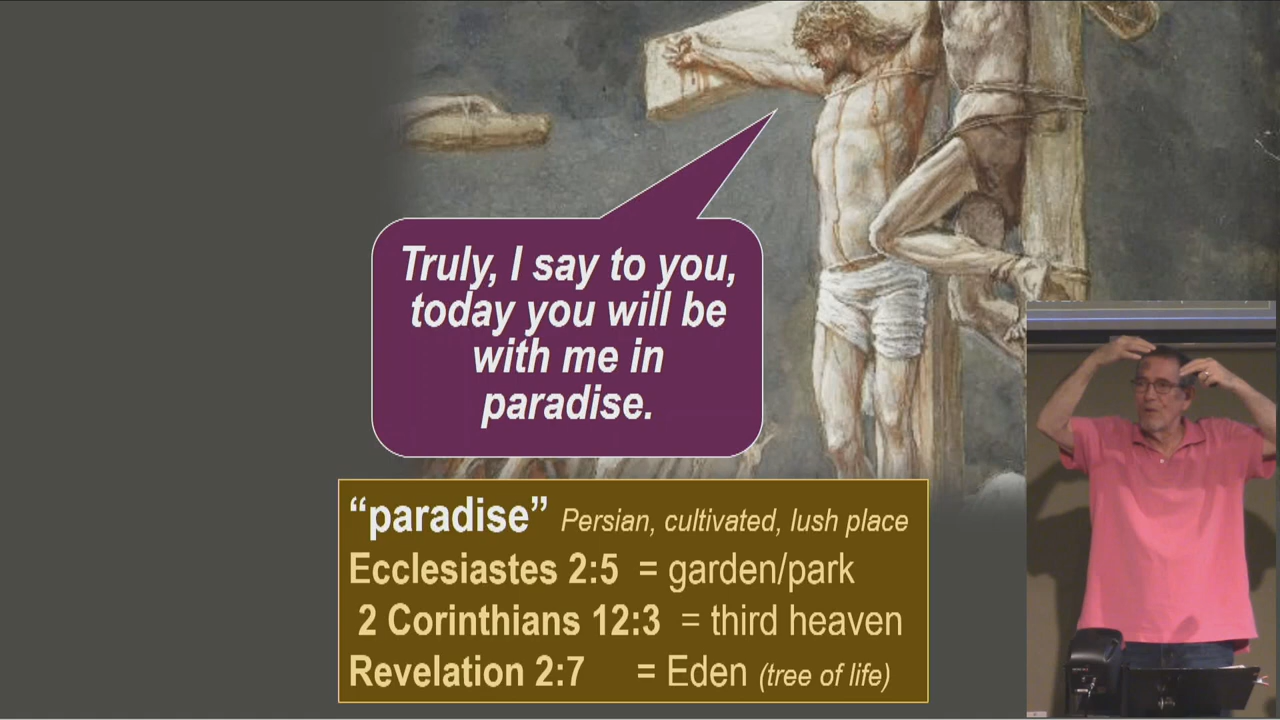 Truly, I say to you,
today you will be
with me in
paradise.
“paradise” Persian, cultivated, lush place
Ecclesiastes 2:5 = garden/park
2 Corinthians 12:3 = third heaven
Revelation 2:7 = Eden (tree of life)